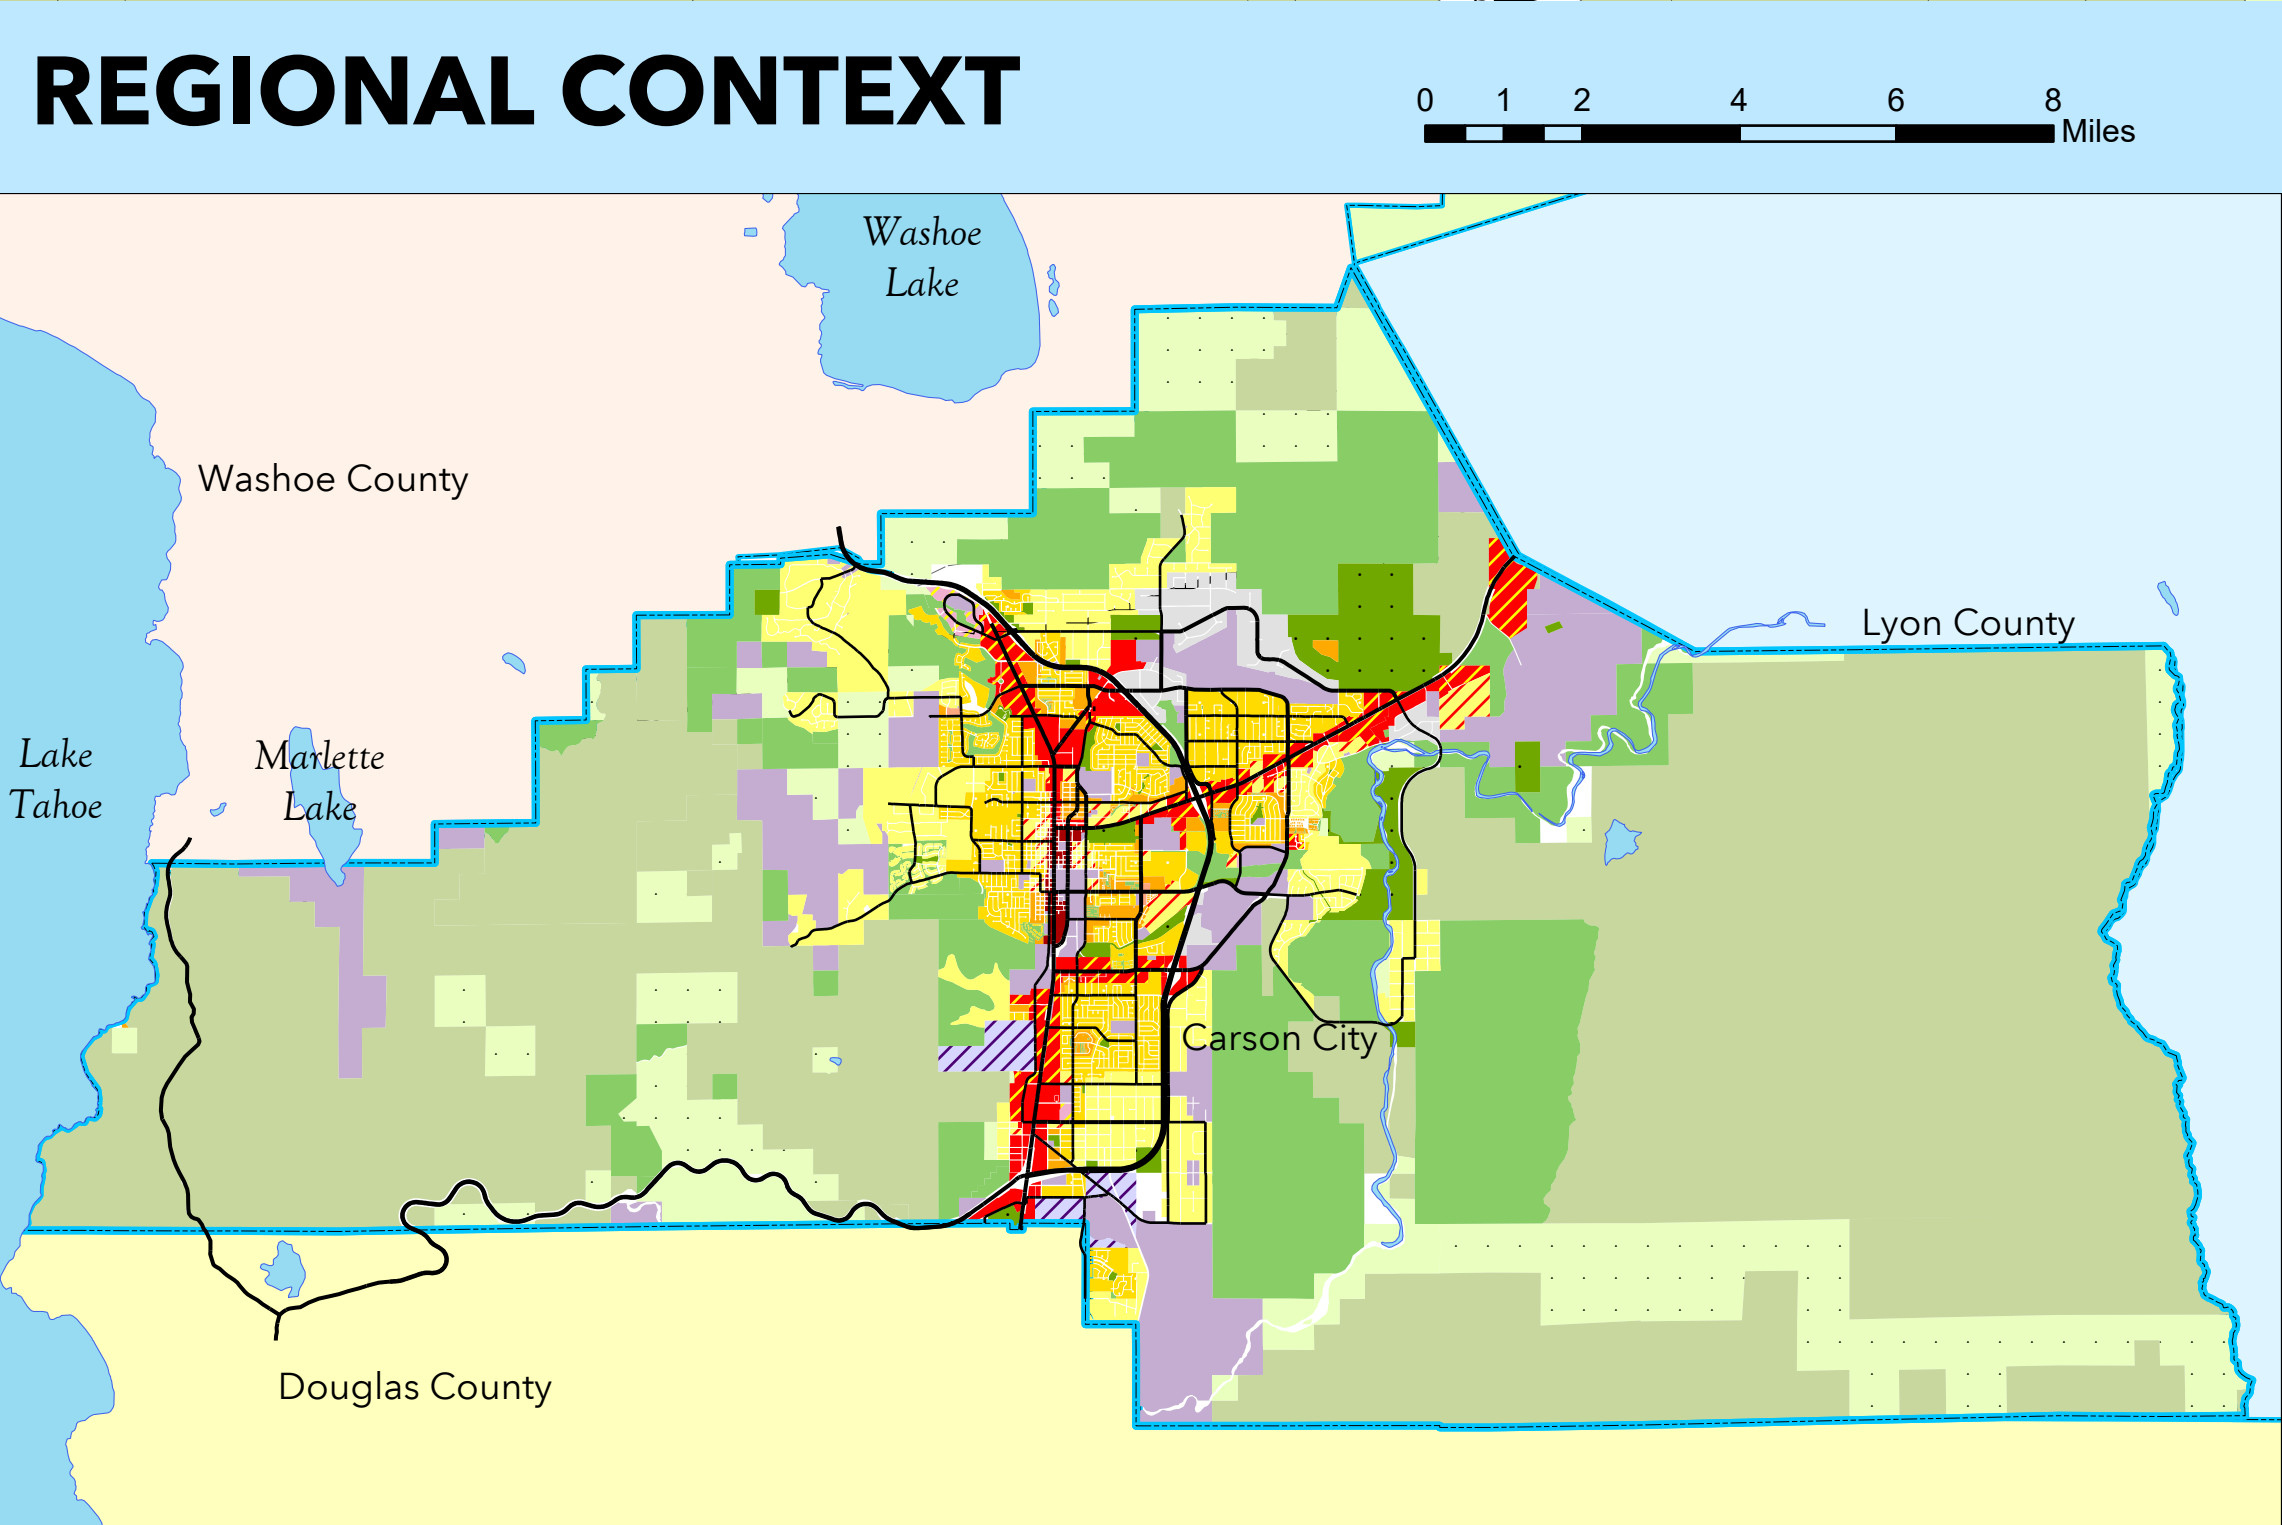 REGIONAL CONTEXT
0 1 2 4 6 8
Miles
Washoe
Lake
Washoe County
Lyon County
Lake
Tahoe
Marlette
Lake
Carson City
Douglas County